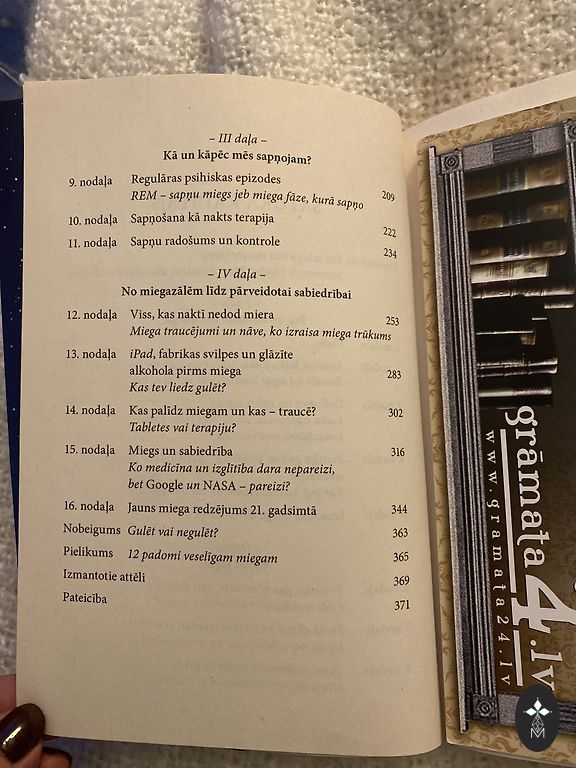 – III daļa –
Kā un kāpēc mēs sapņojam?
9. nodaļa Regulāras psihiskas epizodes
REM – sapņu miegs jeb miega fāze, kurā sapņo 209
10. nodaļa Sapņošana kā nakts terapija 222
11. nodaļa Sapņu radošums un kontrole 234
– IV daļa –
No miegazālēm līdz pārveidotai sabiedrībai
12. nodaļa Viss, kas naktī nedod miera 253
Miega traucējumi un nāve, ko izraisa miega trūkums
13. nodaļa iPad, fabrikas svilpes un glāzīte
alkohola pirms miega 283
Kas tev liedz gulēt?
14. nodaļa Kas palīdz miegam un kas – traucē? 302
Tabletes vai terapiju?
15. nodaļa Miegs un sabiedrība 316
Ko medicīna un izglītība dara nepareizi,
bet Google un NASA – pareizi?
16. nodaļa Jauns miega redzējums 21. gadsimtā 344
Nobeigums Gulēt vai negulēt? 363
Pielikums 12 padomi veselīgam miegam 365
Izmantotie attēli 369
Pateicība 371
grāmata
4.lv
www.gramata24.lv
M